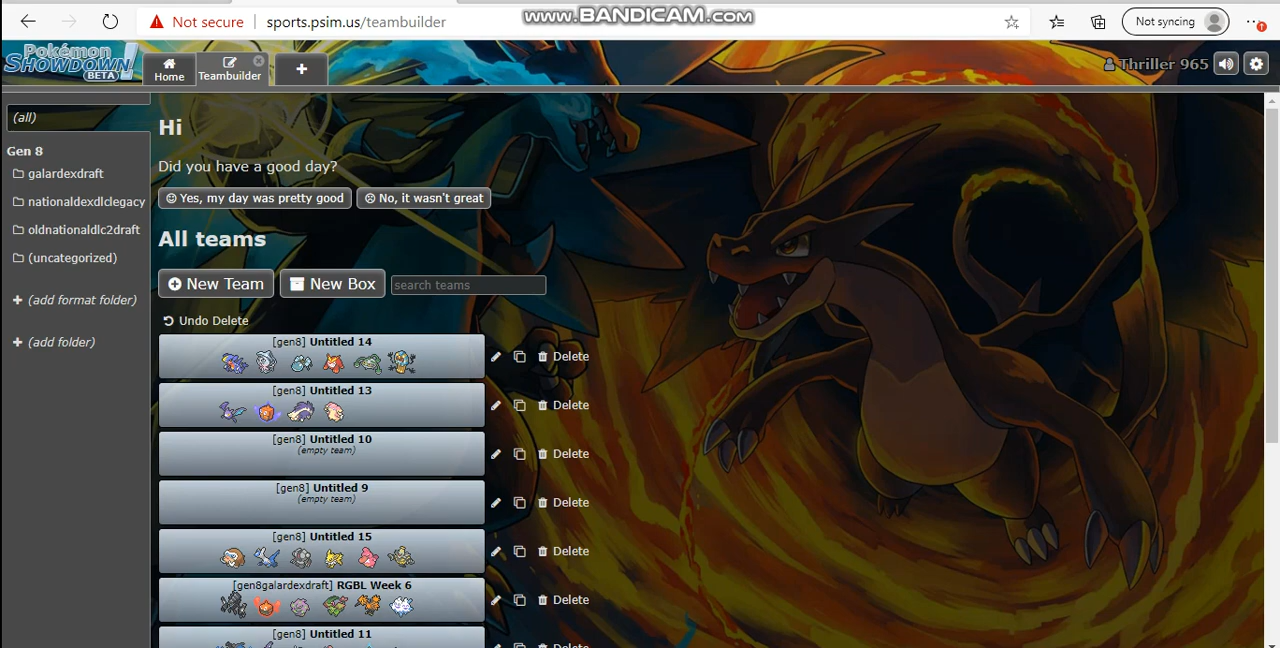 www.BANDICAM.com
Not secure
sports.psim.us/teambuilder
Not syncing
Pokémon
SHOWDOWN!
BETA
Home
Teambuilder
Thriller 965
(all)
Gen 8
galardexdraft
nationaldexdlclegacy
oldnationaldlc2draft
(uncategorized)
(add format folder)
(add folder)
Hi
Did you have a good day?
Yes, my day was pretty good
No, it wasn't great
All teams
New Team
New Box
search teams
Undo Delete
[gen8] Untitled 14
Delete
[gen8] Untitled 13
Delete
[gen8] Untitled 10
(empty team)
Delete
[gen8] Untitled 9
(empty team)
Delete
[gen8] Untitled 15
Delete
[gen8galardexdraft] RGBL Week 6
Delete
[gen8] Untitled 11
Delete